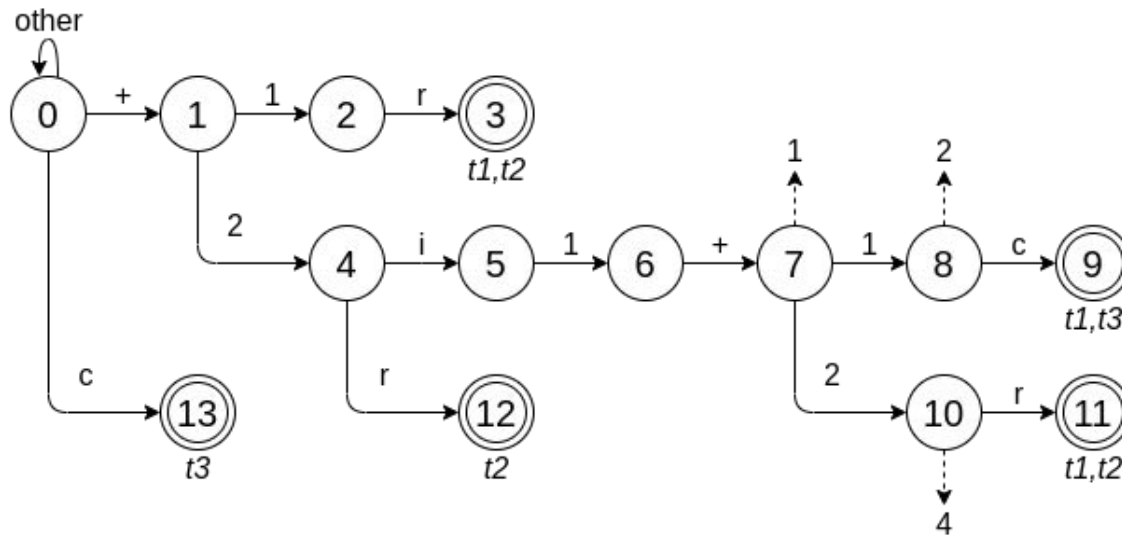 other
0 + 1 1 2 r 3
t1,t2
1 2
2
4 i 5 1 6 + 7 1 8 c 9
t1,t3
c r 2
13 12 10 r 11
t3 t2 t1,t2
4